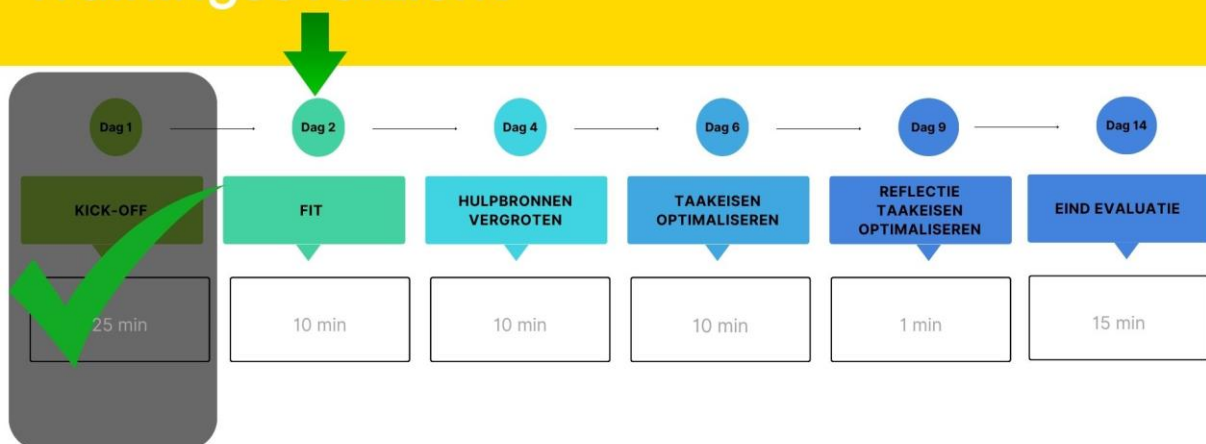 Dag 1
Dag 2
Dag 4
Dag 6
Dag 9
Dag 14
KICK-OFF
FIT
HULPBRONNEN
VERGROTEN
TAAKEISEN
OPTIMALISEREN
REFLECTIE
TAAKEISEN
OPTIMALISEREN
EIND EVALUATIE
25 min
10 min
10 min
10 min
1 min
15 min